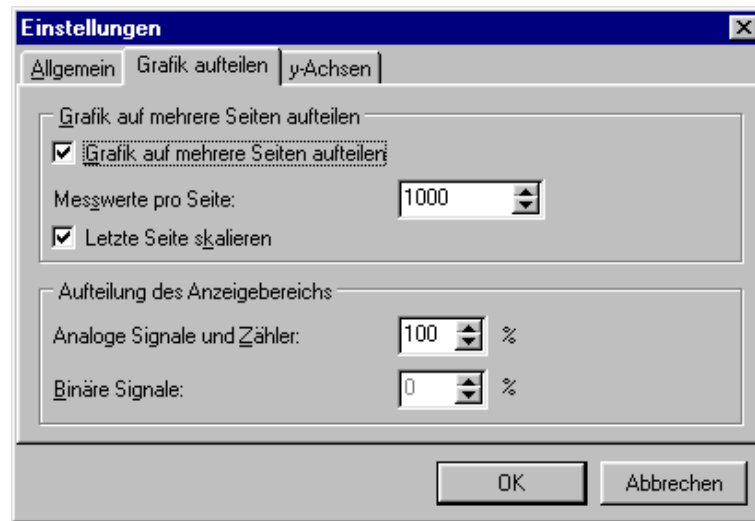 Einstellungen
Allgemein Grafik aufteilen y-Achsen
Grafik auf mehrere Seiten aufteilen
Grafik auf mehrere Seiten aufteilen
Messwerte pro Seite: 1000
Letzte Seite skalieren
Aufteilung des Anzeigebereichs
Analoge Signale und Zähler: 100 %
Binäre Signale: 0 %
OK Abbrechen